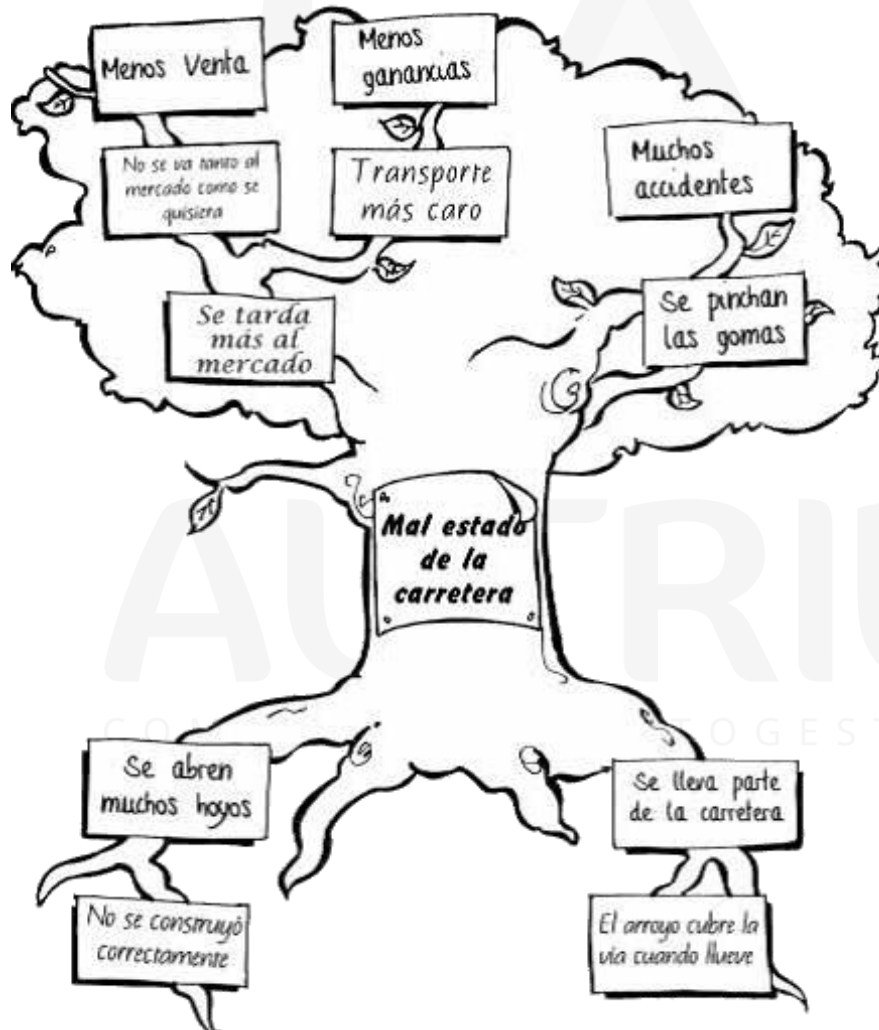 Menos Venta
Menos
ganancias
No se va tanto al
mercado como se
quisiera
Transporte
más caro
Muchos
accidentes
Se tarda
más al
mercado
Se pinchan
las gomas
Mal estado
de la
carretera
Se abren
muchos hoyos
Se lleva parte
de la carretera
No se construyó
correctamente
El arroyo cubre la
vía cuando llueve